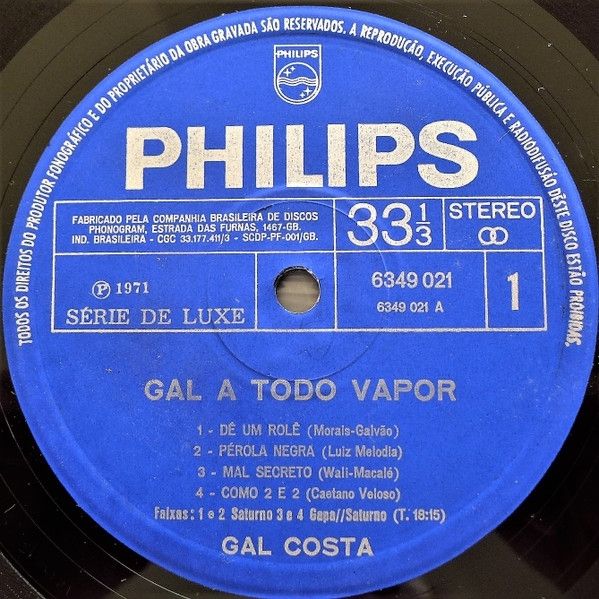 TODOS OS DIREITOS DO PRODUTOR FONOGRÁFICO E DO PROPRIETÁRIO DA OBRA GRAVADA SÃO RESERVADOS. A REPRODUÇÃO, EXECUÇÃO PÚBLICA E RADIODIFUSÃO DÊSTE DISCO ESTÃO PROIBIDAS.
PHILIPS
PHILIPS
FABRICADO PELA COMPANHIA BRASILEIRA DE DISCOS
PHONOGRAM, ESTRADA DAS FURNAS, 1467-GB.
IND. BRASILEIRA - CGC 33.177.411/3 - SCDP-PF-001/GB.
33 1/3
STEREO
℗ 1971
SÉRIE DE LUXE
6349 021
6349 021 A
1
GAL A TODO VAPOR
1 - DÊ UM ROLÊ (Morais-Galvão)
2 - PÉROLA NEGRA (Luiz Melodia)
3 - MAL SECRETO (Wali-Macalé)
4 - COMO 2 E 2 (Caetano Veloso)
Faixas: 1 e 2 Saturno 3 e 4 Gapa//Saturno (T. 18:15)
GAL COSTA